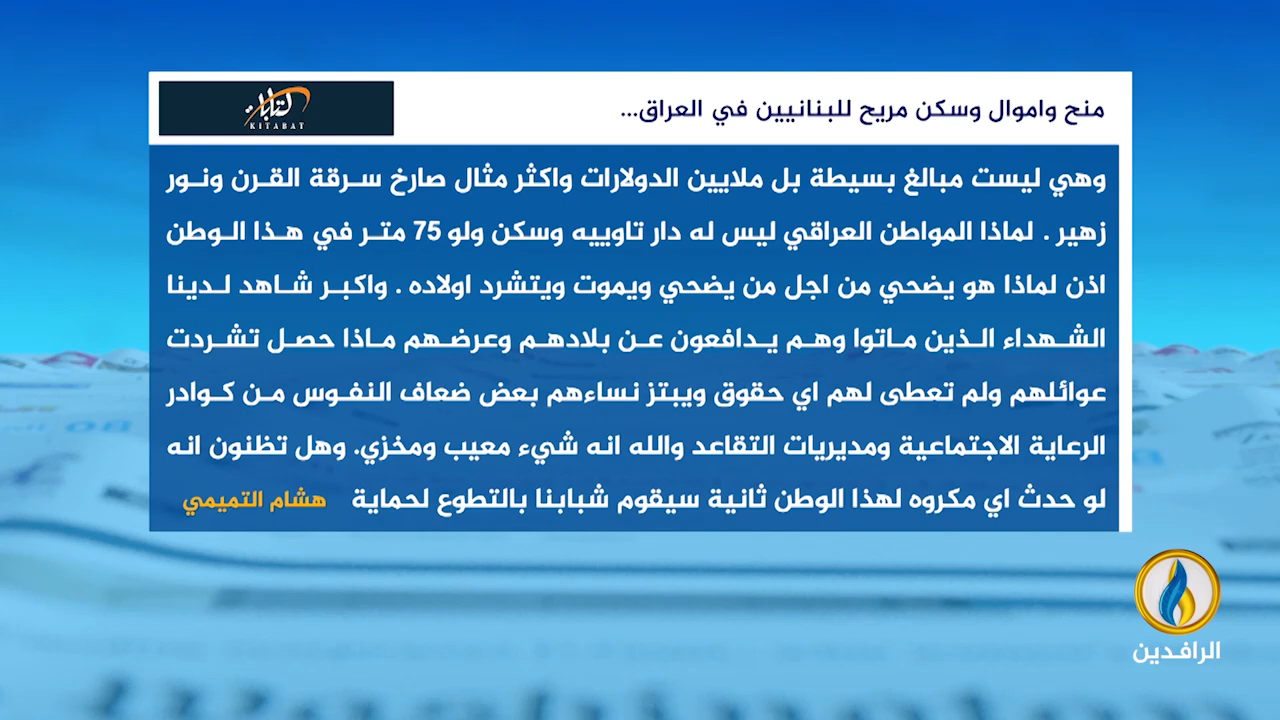 منح واموال وسكن مريح للبنانيين في العراق...
كتابات
KITABAT
وهي ليست مبالغ بسيطة بل ملايين الدولارات واكثر مثال صارخ سرقة القرن ونور
زهير . لماذا المواطن العراقي ليس له دار تاوييه وسكن ولو 75 متر في هذا الوطن
اذن لماذا هو يضحي من اجل من يضحي ويموت ويتشرد اولاده . واكبر شاهد لدينا
الشهداء الذين ماتوا وهم يدافعون عن بلادهم وعرضهم ماذا حصل تشردت
عوائلهم ولم تعطى لهم اي حقوق ويبتز نساءهم بعض ضعاف النفوس من كوادر
الرعاية الاجتماعية ومديريات التقاعد والله انه شيء معيب ومخزي. وهل تظنون انه
لو حدث اي مكروه لهذا الوطن ثانية سيقوم شبابنا بالتطوع لحماية هشام التميمي
الرافدين